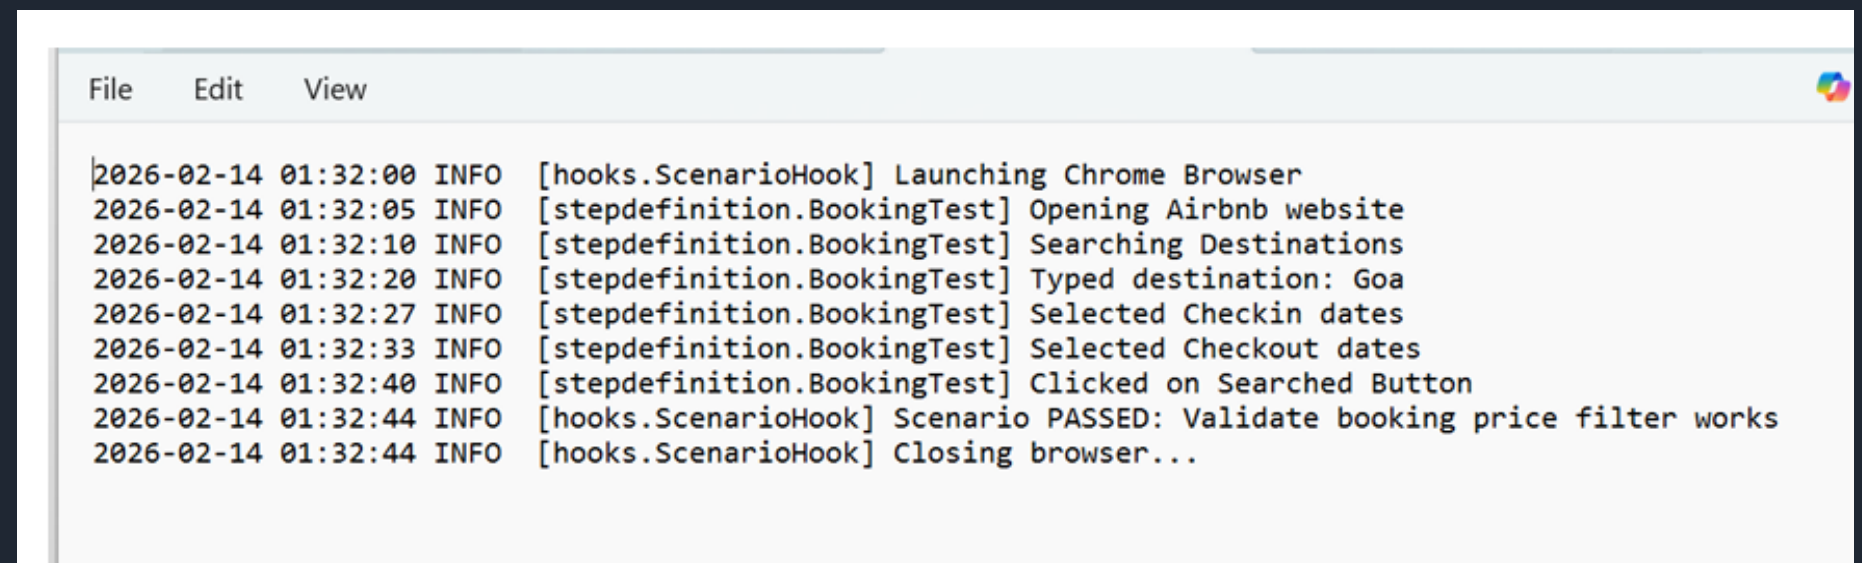 File Edit View
2026-02-14 01:32:00 INFO  [hooks.ScenarioHook] Launching Chrome Browser
2026-02-14 01:32:05 INFO  [stepdefinition.BookingTest] Opening Airbnb website
2026-02-14 01:32:10 INFO  [stepdefinition.BookingTest] Searching Destinations
2026-02-14 01:32:20 INFO  [stepdefinition.BookingTest] Typed destination: Goa
2026-02-14 01:32:27 INFO  [stepdefinition.BookingTest] Selected Checkin dates
2026-02-14 01:32:33 INFO  [stepdefinition.BookingTest] Selected Checkout dates
2026-02-14 01:32:40 INFO  [stepdefinition.BookingTest] Clicked on Searched Button
2026-02-14 01:32:44 INFO  [hooks.ScenarioHook] Scenario PASSED: Validate booking price filter works
2026-02-14 01:32:44 INFO  [hooks.ScenarioHook] Closing browser...